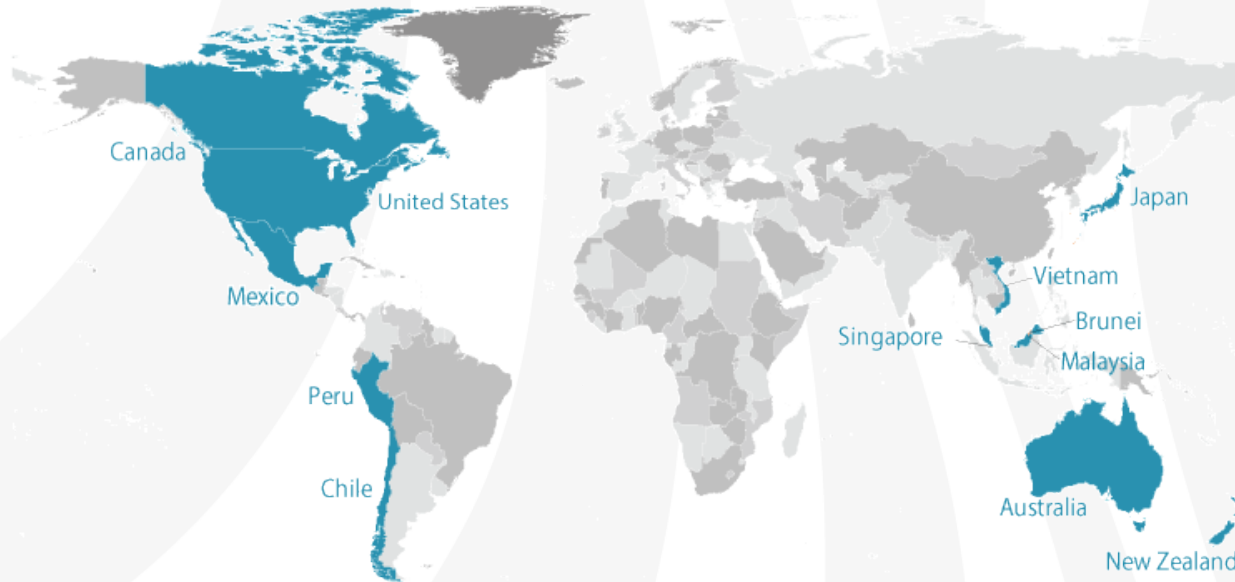 Canada
United States
Japan
Vietnam
Mexico
Brunei
Singapore
Malaysia
Peru
Chile
Australia
New Zealand